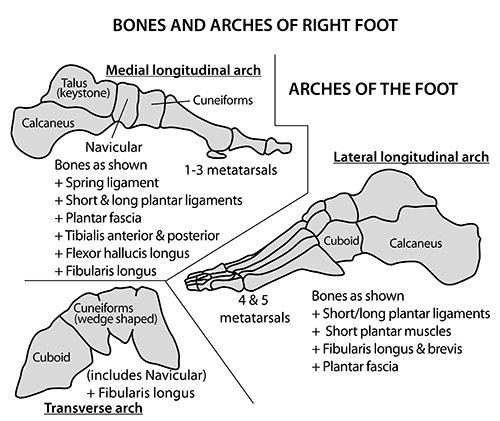 BONES AND ARCHES OF RIGHT FOOT
Medial longitudinal arch
Talus
(keystone)
Cuneiforms
Calcaneus
Navicular
Bones as shown
+ Spring ligament
+ Short & long plantar ligaments
+ Plantar fascia
+ Tibialis anterior & posterior
+ Flexor hallucis longus
+ Fibularis longus
1-3 metatarsals
ARCHES OF THE FOOT
Lateral longitudinal arch
Cuboid
Calcaneus
4 & 5
metatarsals
Bones as shown
+ Short/long plantar ligaments
+ Short plantar muscles
+ Fibularis longus & brevis
+ Plantar fascia
Cuneiforms
(wedge shaped)
Cuboid
(includes Navicular)
+ Fibularis longus
Transverse arch